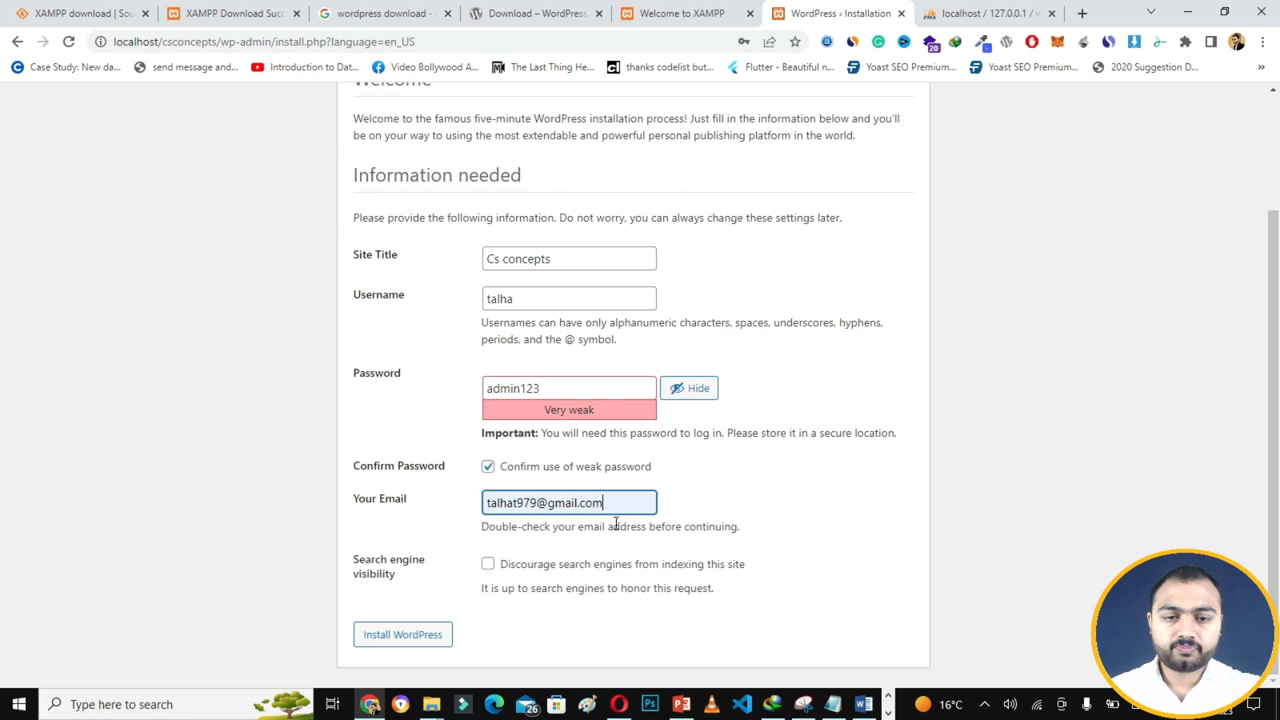 XAMPP download | Sou
XAMPP Download Succ
wordpress download -
Download – WordPress
Welcome to XAMPP
WordPress › Installation
localhost / 127.0.0.1 / w
localhost/csconcepts/wp-admin/install.php?language=en_US
20
Case Study: New da...
send message and...
Introduction to Dat...
Video Bollywood A...
The Last Thing He...
thanks codelist but...
Flutter - Beautiful n...
Yoast SEO Premium...
Yoast SEO Premium...
2020 Suggestion D...
»
Welcome
Welcome to the famous five-minute WordPress installation process! Just fill in the information below and you'll
be on your way to using the most extendable and powerful personal publishing platform in the world.
Information needed
Please provide the following information. Do not worry, you can always change these settings later.
Site Title
Cs concepts
Username
talha
Usernames can have only alphanumeric characters, spaces, underscores, hyphens,
periods, and the @ symbol.
Password
admin123
Hide
Very weak
Important: You will need this password to log in. Please store it in a secure location.
Confirm Password
Confirm use of weak password
Your Email
talhat979@gmail.com
Double-check your email address before continuing.
Search engine
visibility
Discourage search engines from indexing this site
It is up to search engines to honor this request.
Install WordPress
Type here to search
26
16°C